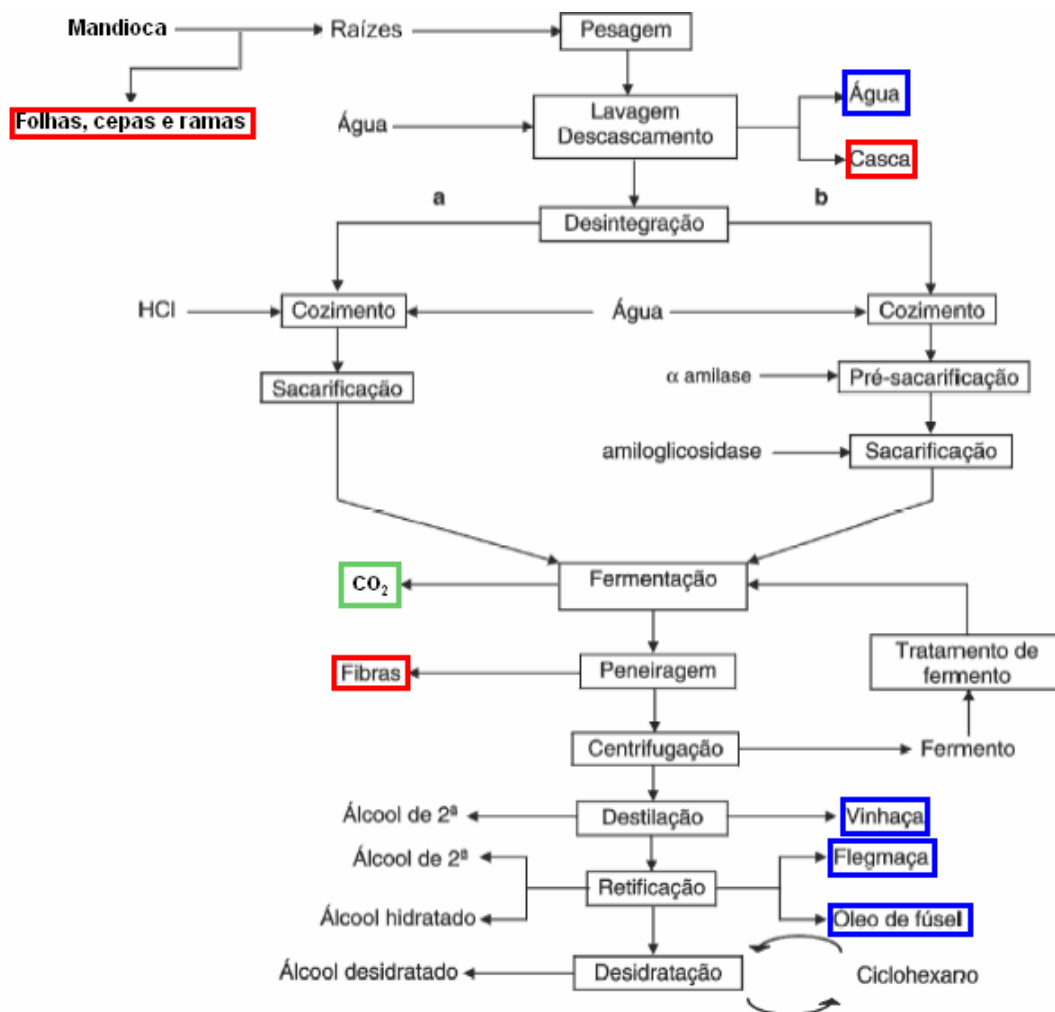 Mandioca
Raízes
Pesagem
Folhas, cepas e ramas
Água
Lavagem
Descascamento
Água
Casca
a
b
Desintegração
HCl
Cozimento
Água
Cozimento
Sacarificação
α amilase
Pré-sacarificação
amiloglicosidase
Sacarificação
CO₂
Fermentação
Fibras
Peneiragem
Tratamento de
fermento
Centrifugação
Fermento
Álcool de 2ª
Destilação
Vinhaça
Álcool de 2ª
Flegmaça
Retificação
Álcool hidratado
Óleo de fúsel
Álcool desidratado
Desidratação
Ciclohexano